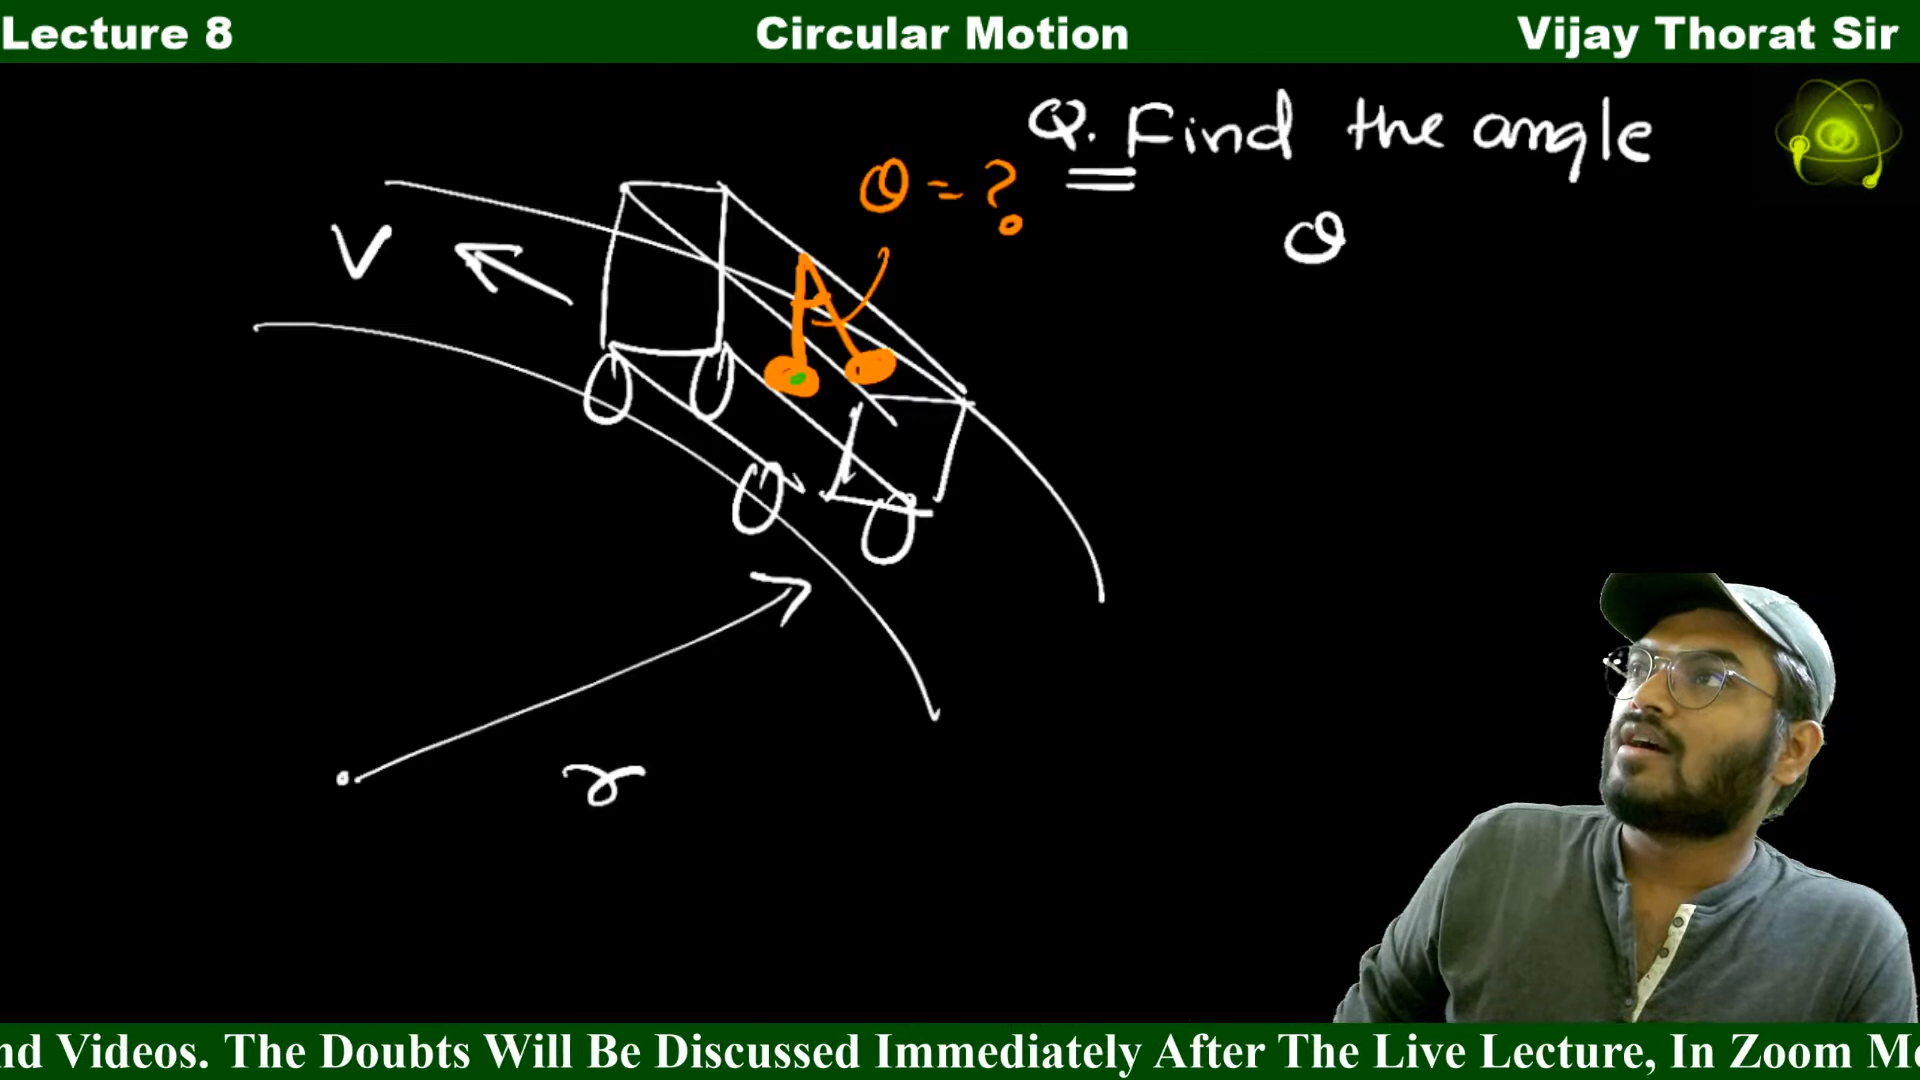 Lecture 8 Circular Motion Vijay Thorat Sir
Q. Find the angle
θ
θ = ?
V
r
nd Videos. The Doubts Will Be Discussed Immediately After The Live Lecture, In Zoom Me